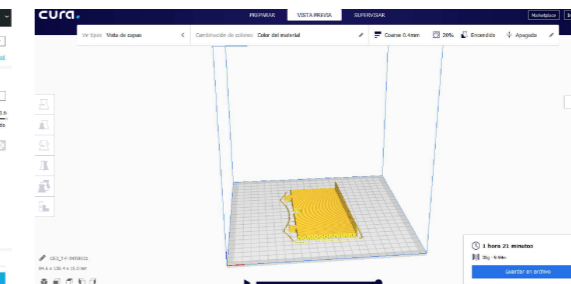 cura.
PREPARAR VISTA PREVIA SUPERVISAR
Marketplace
Ver tipos Vista de capas
Combinación de colores Color del material
Coarse 0.4mm 20% Encendido Apagado
1 hora 21 minutos
Guardar en archivo